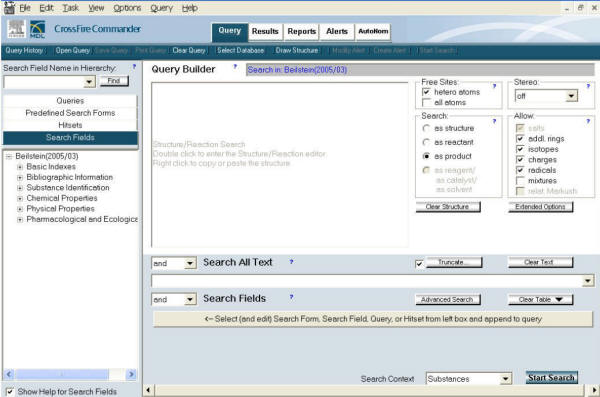 File Edit Task View Options Query Help
MDL CrossFire Commander Query Results Reports Alerts AutoNom
Query History Open Query Save Query Print Query Clear Query Select Database Draw Structure Modify Alert Create Alert Start Search
Search Field Name in Hierarchy: ?
Find
Queries
Predefined Search Forms
Hitsets
Search Fields
Beilstein(2005/03)
Basic Indexes
Bibliographic Information
Substance Identification
Chemical Properties
Physical Properties
Pharmacological and Ecologica
Show Help for Search Fields
Query Builder ? Search in: Beilstein(2005/03)
Structure/Reaction Search
Double click to enter the Structure/Reaction editor
Right click to copy or paste the structure
Free Sites: ?
hetero atoms
all atoms
Stereo: ?
off
Search: ?
as structure
as reactant
as product
as reagent/
as catalyst/
as solvent
Allow: ?
salts
addl. rings
isotopes
charges
radicals
mixtures
relat. Markush
Clear Structure Extended Options
and Search All Text ? Truncate... Clear Text
and Search Fields ? Advanced Search Clear Table
<-- Select (and edit) Search Form, Search Field, Query, or Hitset from left box and append to query
Search Context Substances Start Search